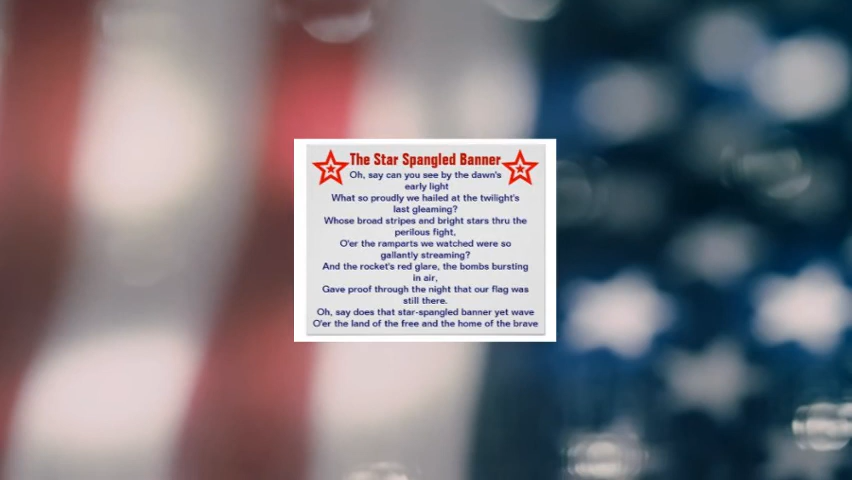 The Star Spangled Banner
Oh, say can you see by the dawn's
early light
What so proudly we hailed at the twilight's
last gleaming?
Whose broad stripes and bright stars thru the
perilous fight,
O'er the ramparts we watched were so
gallantly streaming?
And the rocket's red glare, the bombs bursting
in air,
Gave proof through the night that our flag was
still there.
Oh, say does that star-spangled banner yet wave
O'er the land of the free and the home of the brave